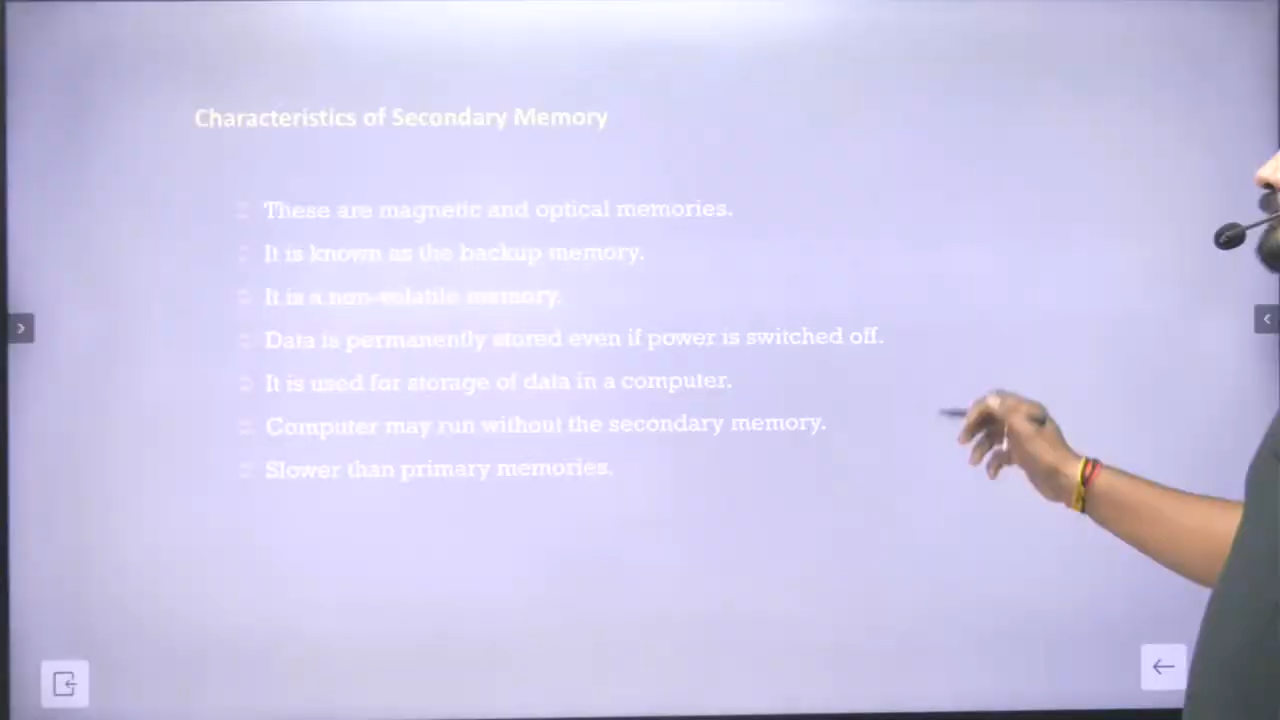 Characteristics of Secondary Memory
These are magnetic and optical memories.
It is known as the backup memory.
It is a non-volatile memory.
Data is permanently stored even if power is switched off.
It is used for storage of data in a computer.
Computer may run without the secondary memory.
Slower than primary memories.